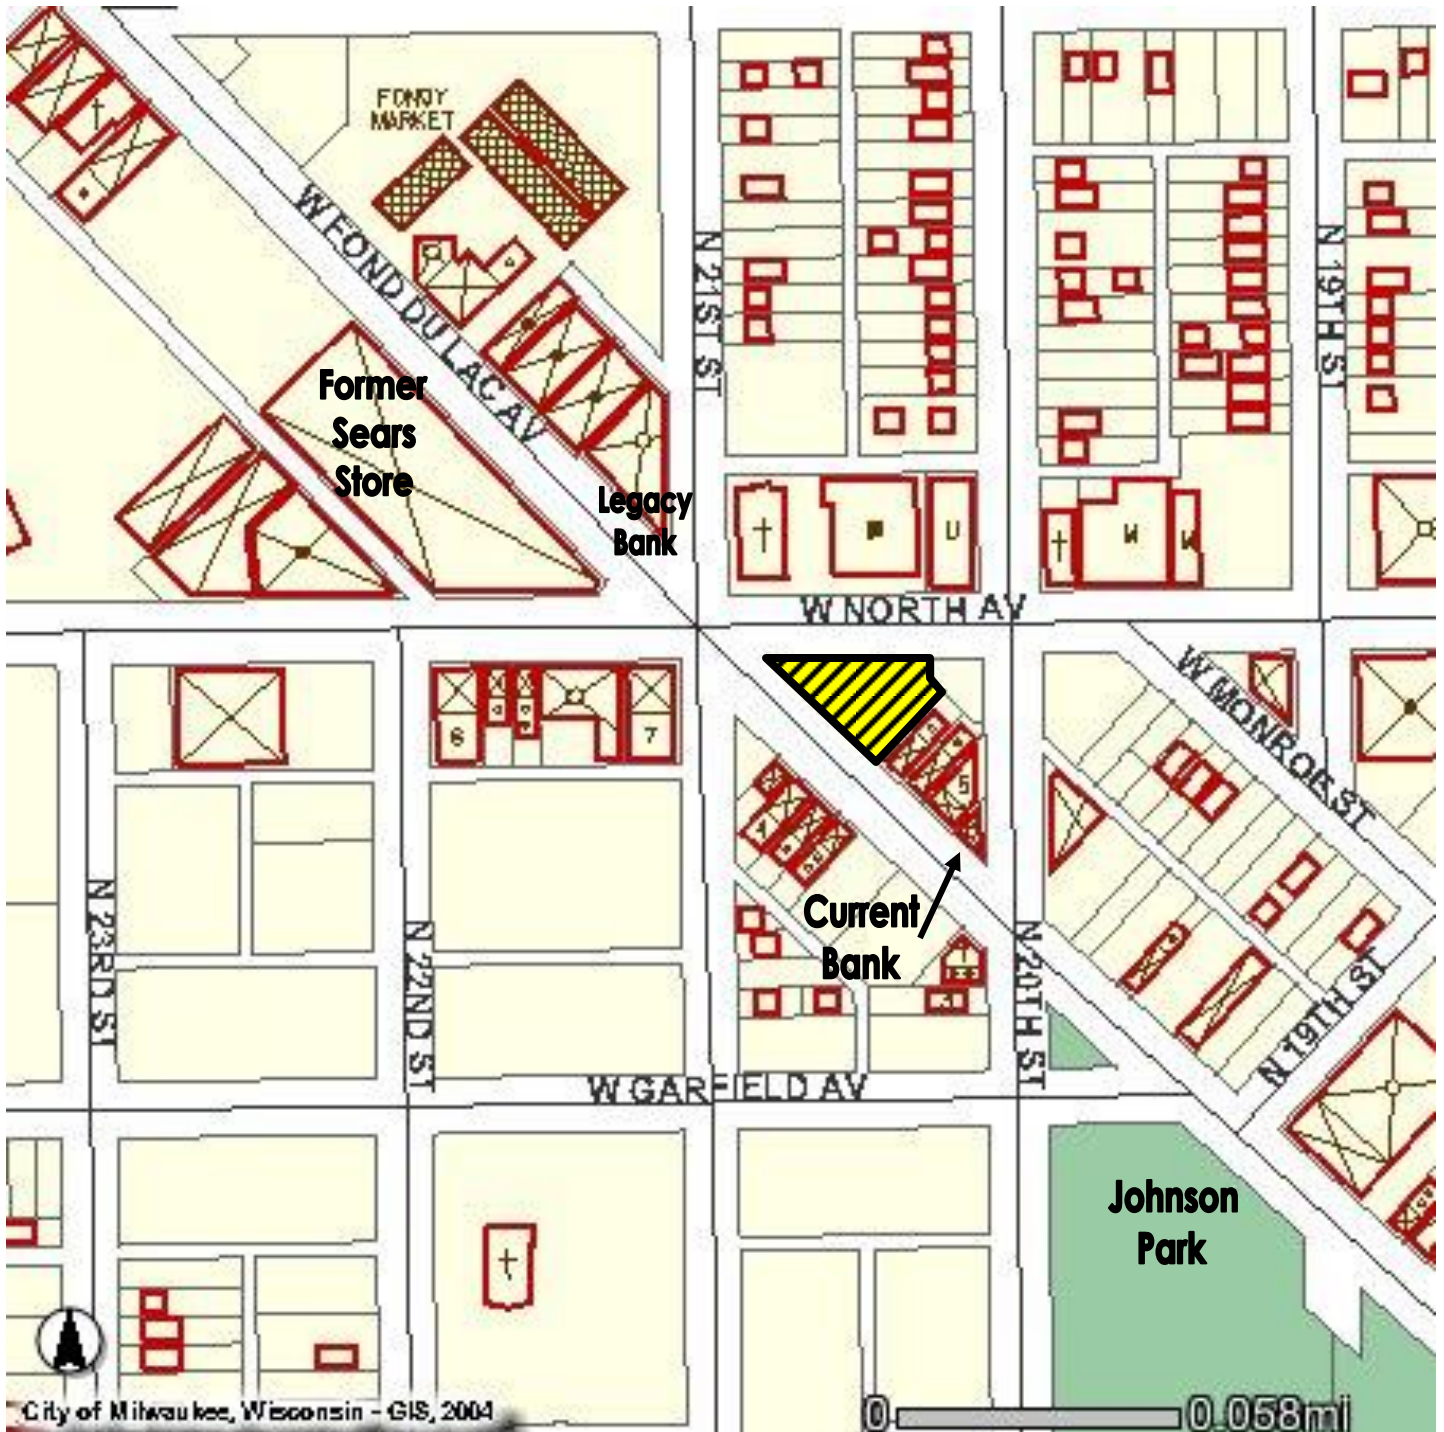 FONDY
MARKET
W FOND DU LAC AV
N 21ST ST
N 19TH ST
Former
Sears
Store
Legacy
Bank
U
W NORTH AV
W MONROE ST
6
7
5
4
Current
Bank
3
N 23RD ST
N 22ND ST
N 20TH ST
N 19TH ST
W GARFIELD AV
Johnson
Park
City of Milwaukee, Wisconsin - GIS, 2004
0
0.058mi